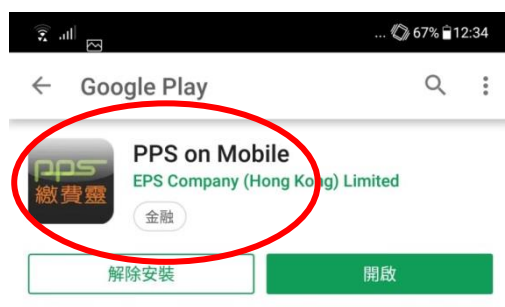 ... 67% 12:34
Google Play
pps
繳費靈
PPS on Mobile
EPS Company (Hong Kong) Limited
金融
解除安裝
開啟